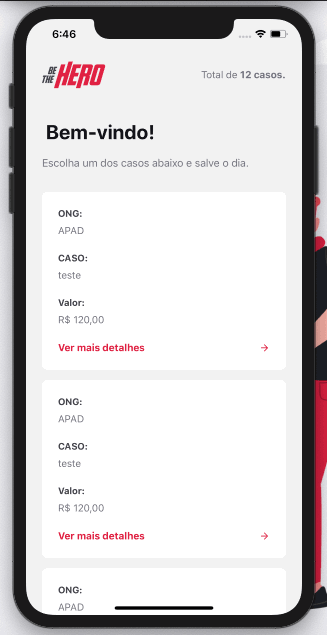 6:46
BE
THE HERO
Total de 12 casos.
Bem-vindo!
Escolha um dos casos abaixo e salve o dia.
ONG:
APAD
CASO:
teste
Valor:
R$ 120,00
Ver mais detalhes
ONG:
APAD
CASO:
teste
Valor:
R$ 120,00
Ver mais detalhes
ONG:
APAD